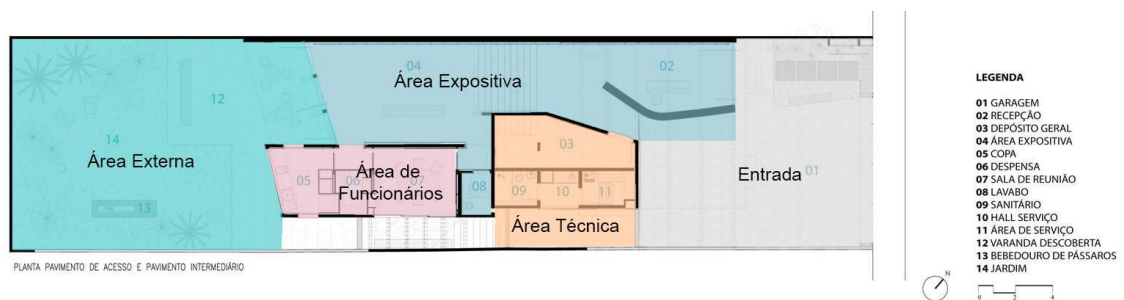 04
02
Área Expositiva
12
14
Área Externa
03
Área de
Funcionários
05
06
07
08
09
10
11
Entrada
01
13
Área Técnica
PLANTA PAVIMENTO DE ACESSO E PAVIMENTO INTERMEDIÁRIO
LEGENDA
01 GARAGEM
02 RECEPÇÃO
03 DEPÓSITO GERAL
04 ÁREA EXPOSITIVA
05 COPA
06 DESPENSA
07 SALA DE REUNIÃO
08 LAVABO
09 SANITÁRIO
10 HALL SERVIÇO
11 ÁREA DE SERVIÇO
12 VARANDA DESCOBERTA
13 BEBEDOURO DE PÁSSAROS
14 JARDIM
N
0 2 4